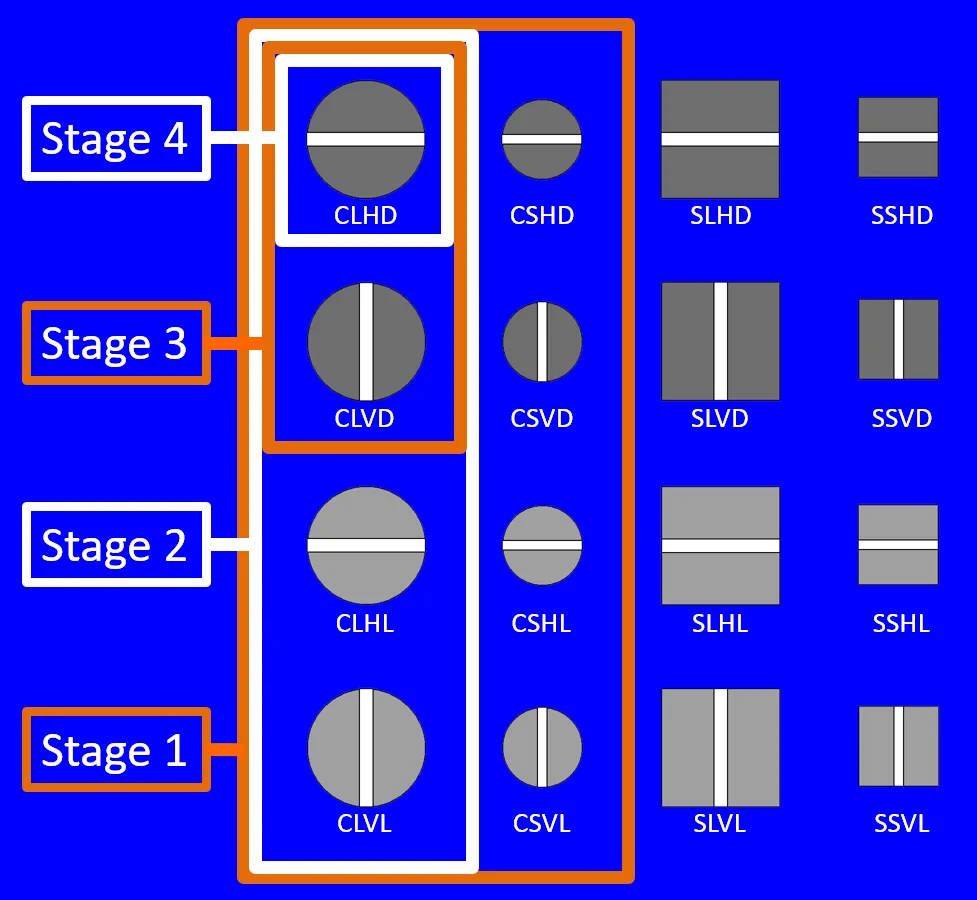 Stage 4
CLHD
CSHD
SLHD
SSHD
Stage 3
CLVD
CSVD
SLVD
SSVD
Stage 2
CLHL
CSHL
SLHL
SSHL
Stage 1
CLVL
CSVL
SLVL
SSVL